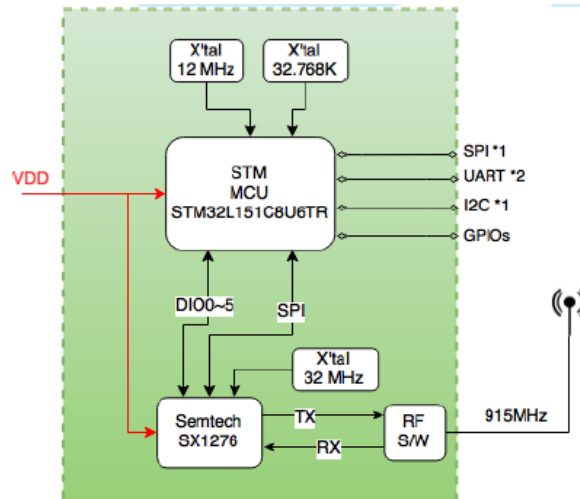 X'tal
12 MHz
X'tal
32.768K
STM
MCU
STM32L151C8U6TR
VDD
SPI *1
UART *2
I2C *1
GPIOs
DIO0~5
SPI
X'tal
32 MHz
Semtech
SX1276
TX
RX
RF
S/W
915MHz